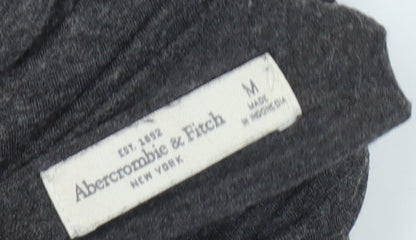 EST. 1892
Abercrombie & Fitch
NEW YORK
M
MADE
IN INDONESIA